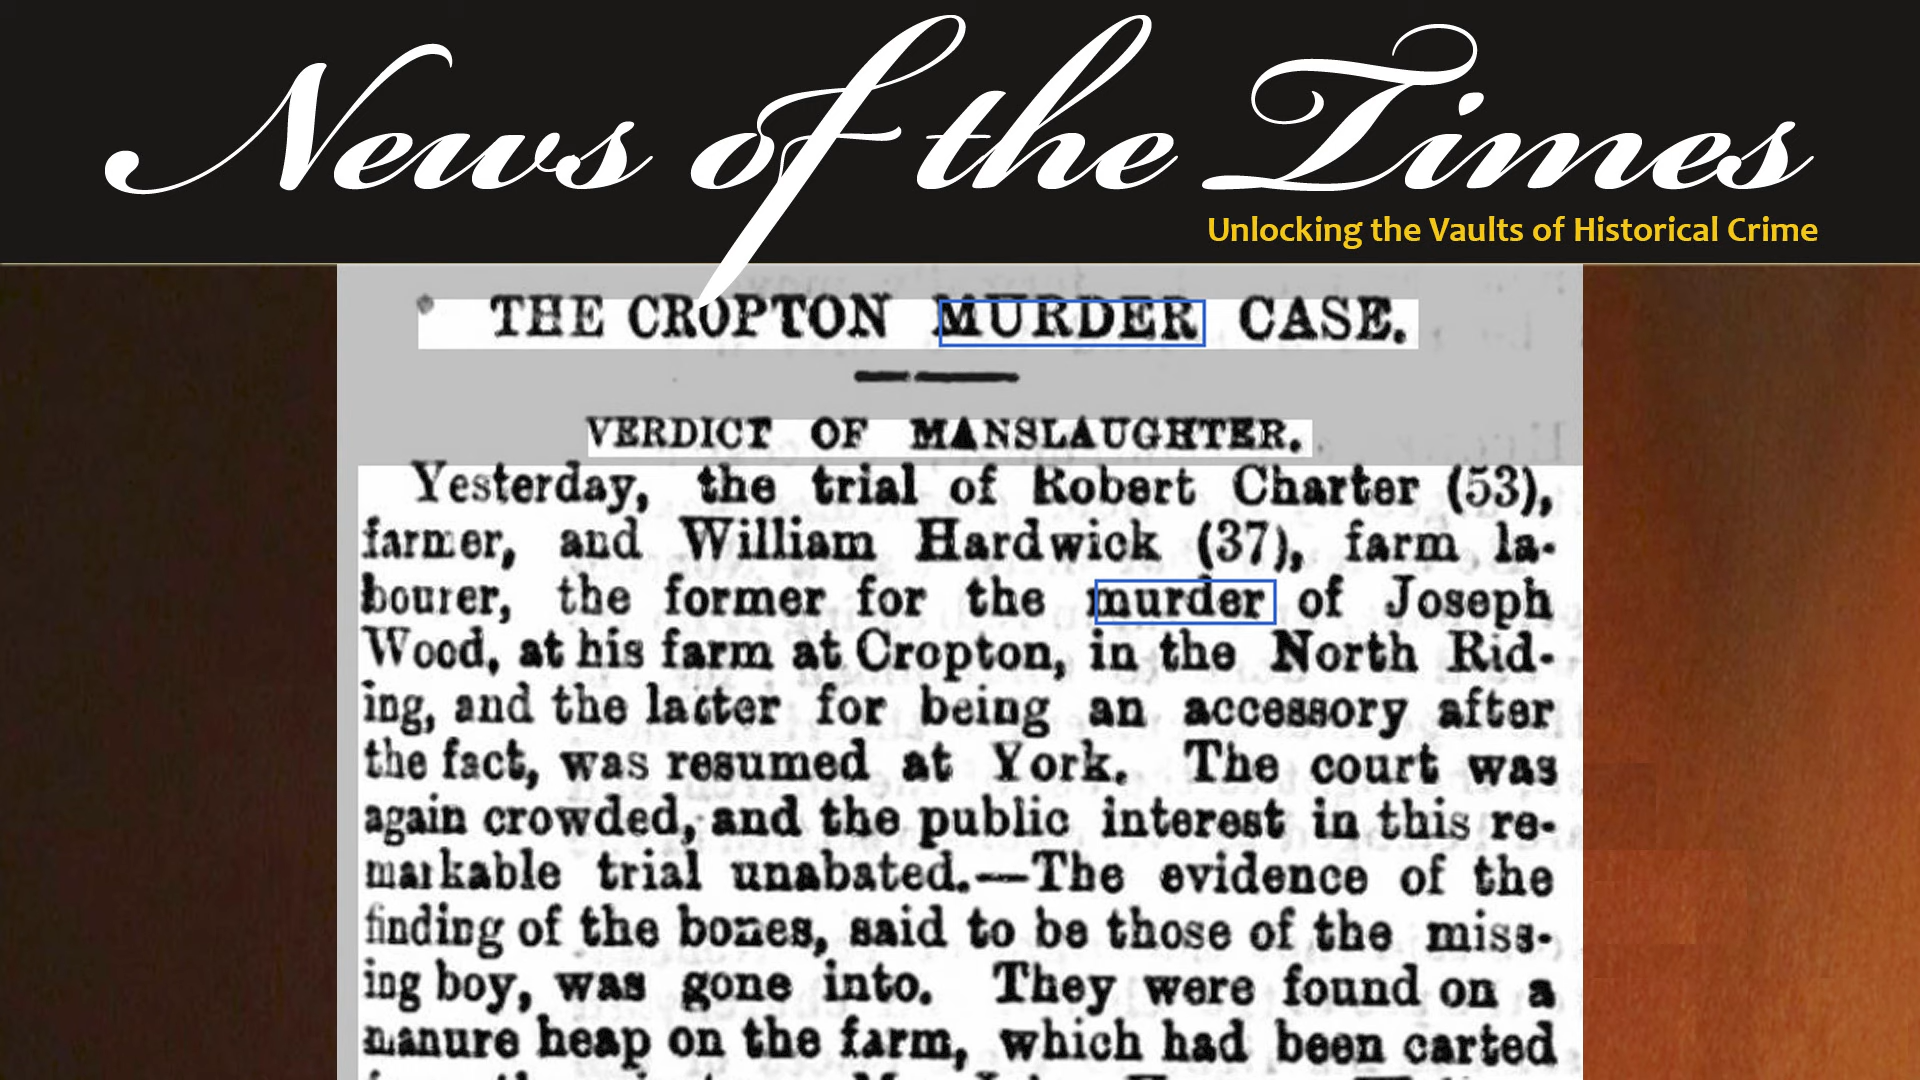 News of the Times
Unlocking the Vaults of Historical Crime
THE CROPTON MURDER CASE.
VERDICT OF MANSLAUGHTER.
Yesterday, the trial of Robert Charter (53),
farmer, and William Hardwick (37), farm la-
bourer, the former for the murder of Joseph
Wood, at his farm at Cropton, in the North Rid-
ing, and the latter for being an accessory after
the fact, was resumed at York. The court was
again crowded, and the public interest in this re-
markable trial unabated.—The evidence of the
finding of the bones, said to be those of the miss-
ing boy, was gone into. They were found on a
manure heap on the farm, which had been carted